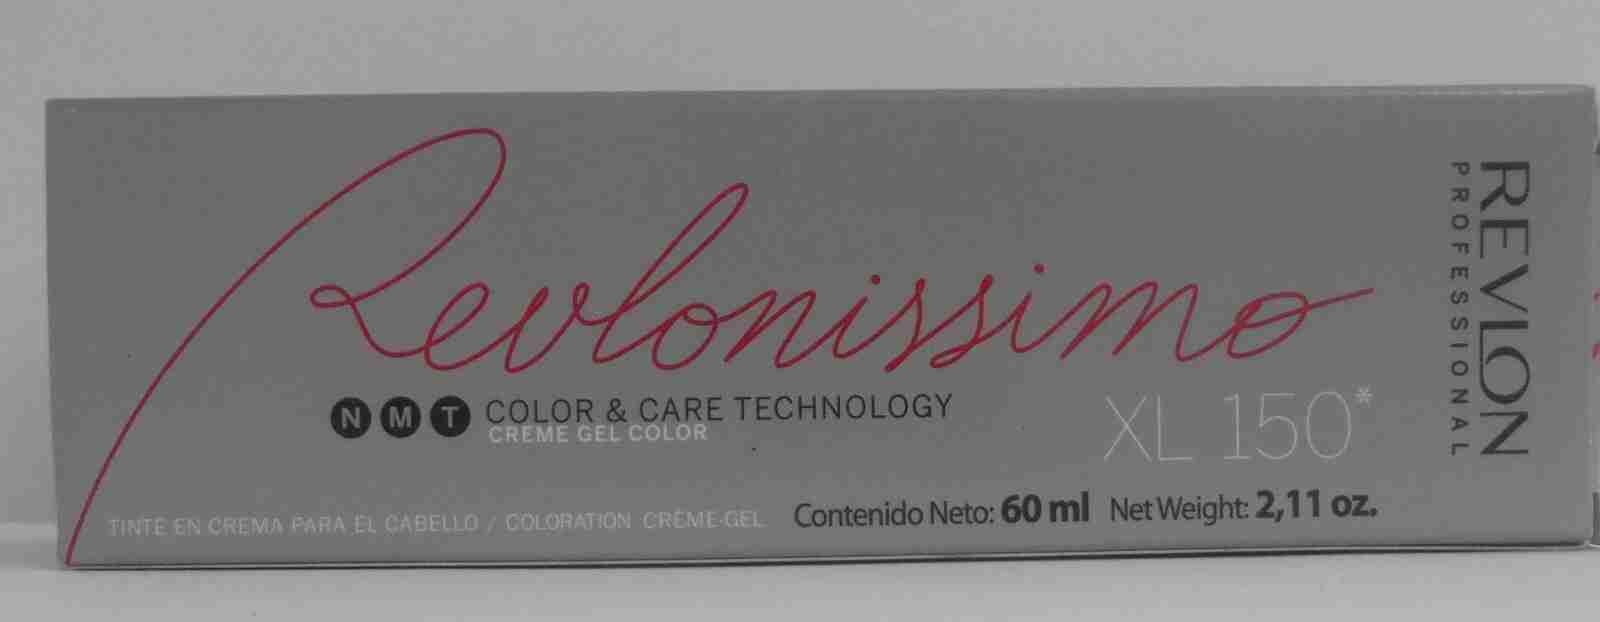 Revlonissimo
NMT COLOR & CARE TECHNOLOGY
CREME GEL COLOR
XL 150*
TINTE EN CREMA PARA EL CABELLO / COLORATION CRÈME-GEL
Contenido Neto: 60 ml Net Weight: 2,11 oz.
REVLON
PROFESSIONAL